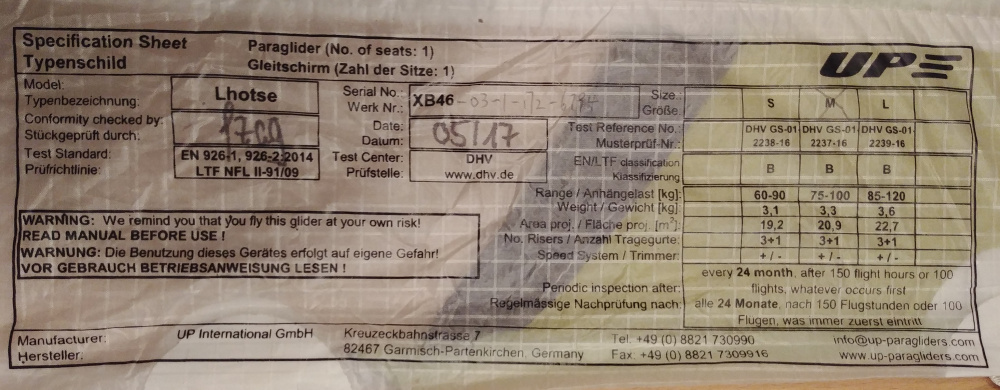 Specification Sheet
Typenschild
Paraglider (No. of seats: 1)
Gleitschirm (Zahl der Sitze: 1)
UP
Model:
Typenbezeichnung:
Lhotse
Serial No.:
Werk Nr.:
XB46
Size.:
Größe.
S M L
Conformity checked by:
Stückgeprüft durch:
Date:
Datum:
05/17
Test Reference No.:
Musterprüf-Nr.:
DHV GS-01- DHV GS-01- DHV GS-01-
2238-16 2237-16 2239-16
Test Standard:
Prüfrichtlinie:
EN 926-1, 926-2:2014
LTF NFL II-91/09
Test Center:
Prüfstelle:
DHV
www.dhv.de
EN/LTF classification
Klassifizierung
B B B
Range / Anhängelast [kg]: 60-90 75-100 85-120
Weight / Gewicht [kg] 3,1 3,3 3,6
Area proj. / Fläche proj. [m²]: 19,2 20,9 22,7
No. Risers / Anzahl Tragegurte: 3+1 3+1 3+1
Speed System / Trimmer: + / - + / - + / -
WARNING: We remind you that you fly this glider at your own risk!
READ MANUAL BEFORE USE !
WARNUNG: Die Benutzung dieses Gerätes erfolgt auf eigene Gefahr!
VOR GEBRAUCH BETRIEBSANWEISUNG LESEN !
Periodic inspection after:
every 24 month, after 150 flight hours or 100
flights, whatever occurs first
Regelmässige Nachprüfung nach:
alle 24 Monate, nach 150 Flugstunden oder 100
Flügen, was immer zuerst eintritt
Manufacturer:
Hersteller:
UP International GmbH
Kreuzeckbahnstrasse 7
82467 Garmisch-Partenkirchen, Germany
Tel. +49 (0) 8821 730990
Fax. +49 (0) 8821 7309916
info@up-paragliders.com
www.up-paragliders.com